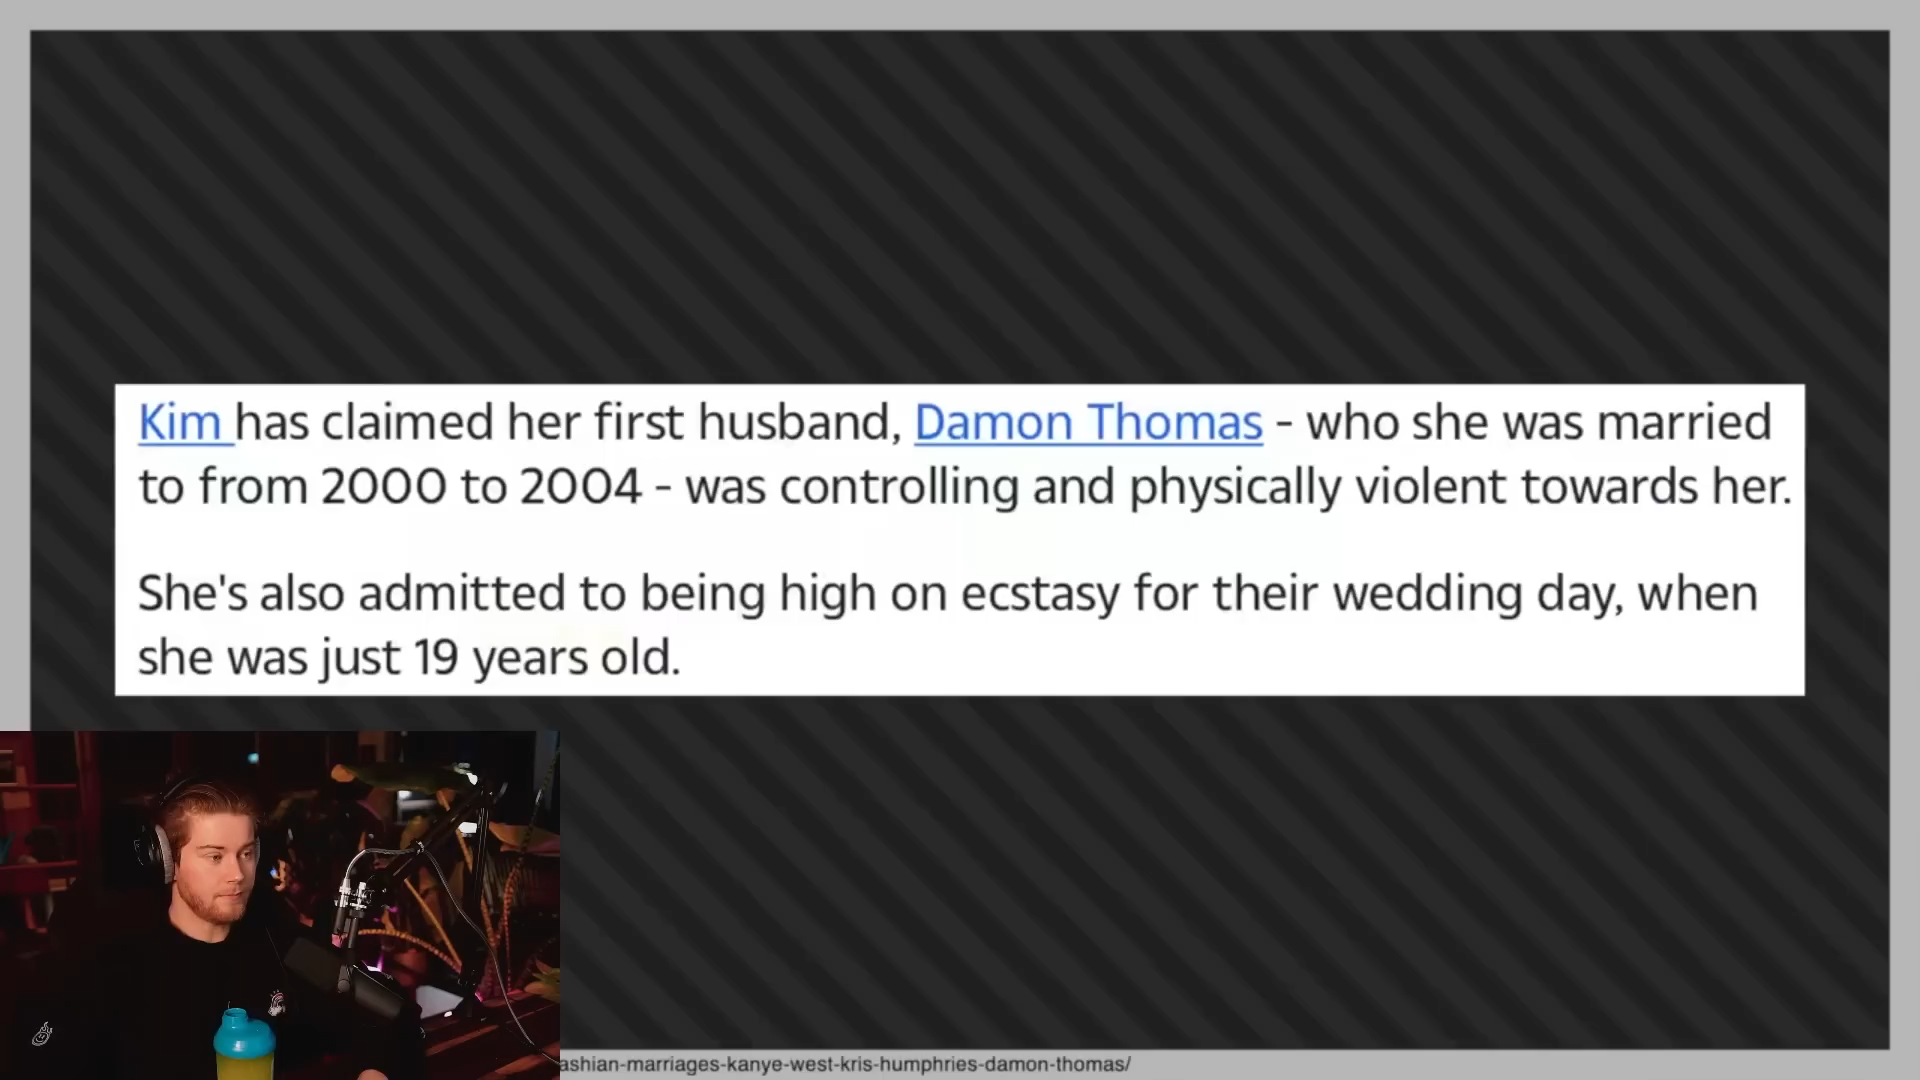 Kim has claimed her first husband, Damon Thomas - who she was married
to from 2000 to 2004 - was controlling and physically violent towards her.
She's also admitted to being high on ecstasy for their wedding day, when
she was just 19 years old.
ashian-marriages-kanye-west-kris-humphries-damon-thomas/